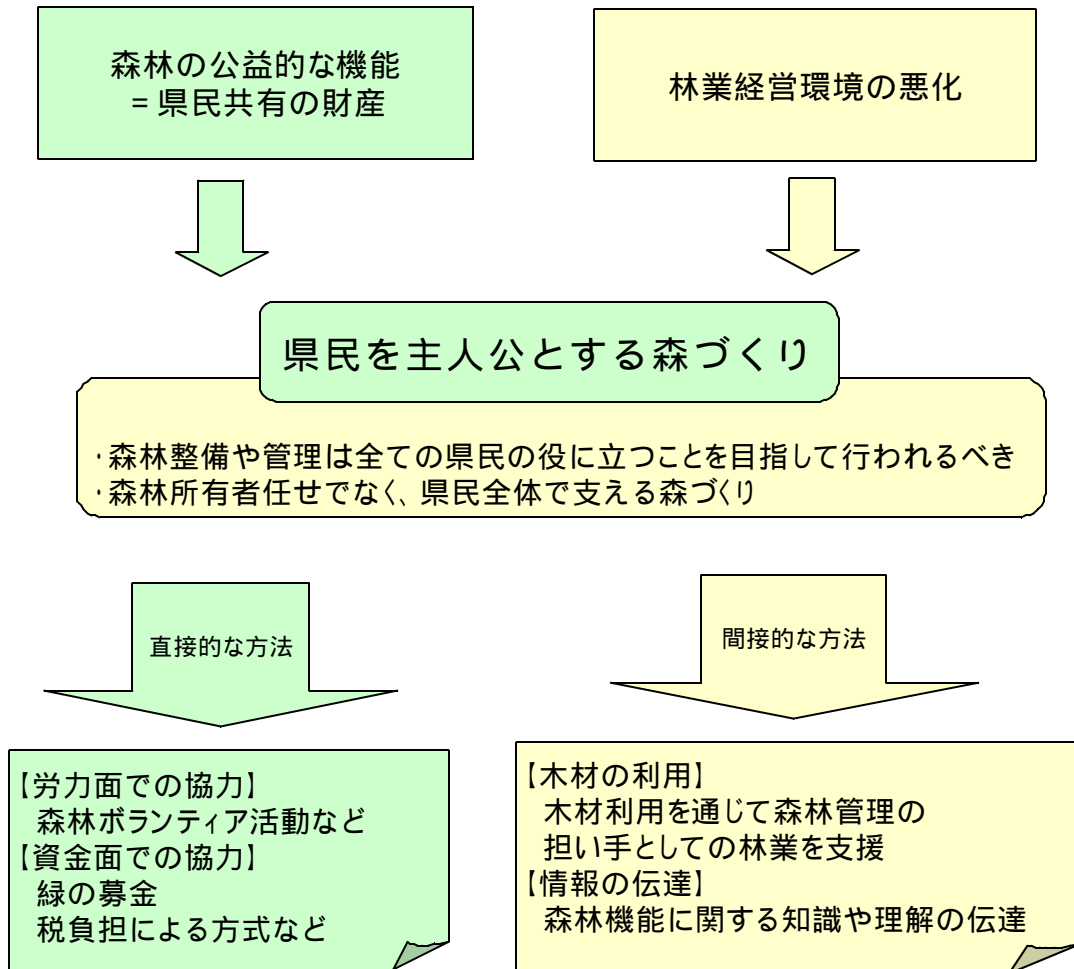 森林の公益的な機能
=県民共有の財産
林業経営環境の悪化
県民を主人公とする森づくり
・森林整備や管理は全ての県民の役に立つことを目指して行われるべき
・森林所有者任せでなく、県民全体で支える森づくり
直接的な方法
間接的な方法
【労力面での協力】
森林ボランティア活動など
【資金面での協力】
緑の募金
税負担による方式など
【木材の利用】
木材利用を通じて森林管理の
担い手としての林業を支援
【情報の伝達】
森林機能に関する知識や理解の伝達